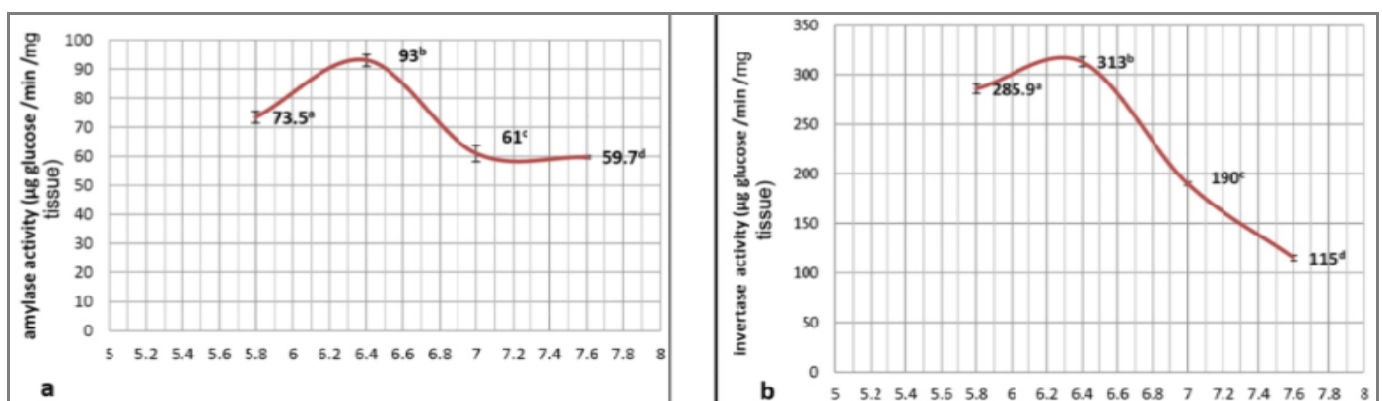 amylase activity (µg glucose /min /mg
tissue)
100
90
80
70
60
50
40
30
20
10
0
73.5ᵃ
93ᵇ
61ᶜ
59.7ᵈ
5 5.2 5.4 5.6 5.8 6 6.2 6.4 6.6 6.8 7 7.2 7.4 7.6 7.8 8
a
invertase activity (µg glucose /min /mg
tissue)
350
300
250
200
150
100
50
0
285.9ᵃ
313ᵇ
190ᶜ
115ᵈ
5 5.2 5.4 5.6 5.8 6 6.2 6.4 6.6 6.8 7 7.2 7.4 7.6 7.8 8
b